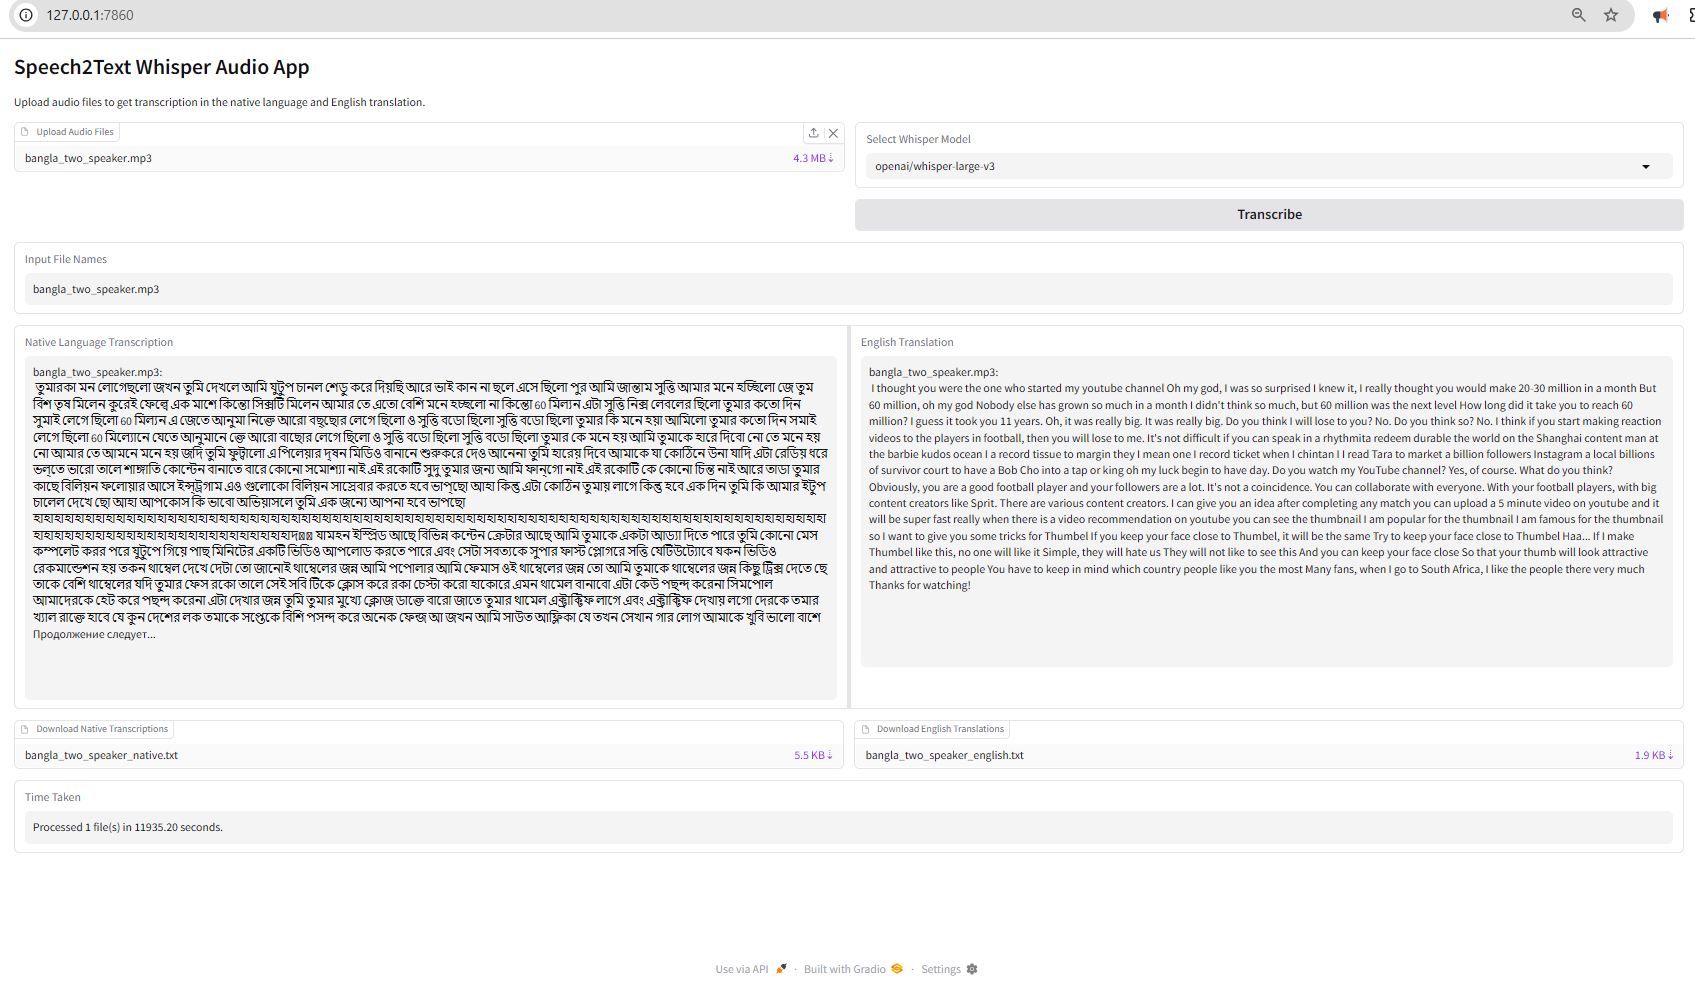 127.0.0.1:7860
Speech2Text Whisper Audio App
Upload audio files to get transcription in the native language and English translation.
Upload Audio Files
bangla_two_speaker.mp3
4.3 MB ⇣
Select Whisper Model
openai/whisper-large-v3
Transcribe
Input File Names
bangla_two_speaker.mp3
Native Language Transcription
bangla_two_speaker.mp3:
তুমারকা মন লোগেছলো জখন তুমি দেখলে আমি যুটুপ চানল শেডু করে দিয়ছি আরে ভাই কান না ছলে এসে ছিলো পুর আমি জান্তাম সুত্তি আমার মনে হচ্ছিলো জে তুম
বিশ তৃষ মিলেন কুরেই ফেল্বে এক মাশে কিন্তো সিক্সটি মিলেন আমার তে এতো বেশি মনে হচ্ছলো না কিন্তো 60 মিল্যন এটা সুত্তি নিক্স লেবলের ছিলো তুমার কতো দিন
সুমাই লেগে ছিলো 60 মিল্যন এ জেতে আনুমা নিক্তে আরো বছ্ছোর লেগে ছিলো ও সুত্তি বডো ছিলো সুত্তি বডো ছিলো তুমার কি মনে হয়া আমিলো তুমার কতো দিন সমাই
লেগে ছিলো 60 মিল্যোনে যেতে আনুমানে ক্তে আরো বাছোর লেগে ছিলো ও সুত্তি বডো ছিলো সুত্তি বডো ছিলো তুমার কে মনে হয় আমি তুমাকে হারে দিবো নো তে মনে হয়
নো আমার তে আমনে মনে হয় জদি তুমি ফুট্বালো এ পিলেয়ার দ্ষন মিডিও বানানে শুরুকরে দেও আনেনা তুমি হারেয় দিবে আমাকে যা কোঠিনে উনা যাদি এটা রেডিয় ধরে
ভল্তে ভারো তালে শাঙ্গাতি কোন্টেন বানাতে বারে কোনো সমোশ্যা নাই এই রকোটি সুদু তুমার জন্য আমি ফান্গো নাই এই রকোটি কে কোনো চিন্ত নাই আরে তাডা তুমার
কাছে বিলিয়ন ফলোয়ার আসে ইন্স্ট্রগাম এও গুলোকো বিলিয়ন সাস্রেবার করতে হবে ভাপ্ছো আহা কিন্তু এটা কোঠিন তুমায় লাগে কিন্তু হবে এক দিন তুমি কি আমার ইটুপ
চালেল দেখে ছো আহা আপকোস কি ভাবো অভিয়াসলে তুমি এক জন্যে আপনা হবে ভাপছো
যামহন ইস্প্রিড আছে বিভিন্ন কন্টেন ক্রেটার আছে আমি তুমাকে একটা আড্যা দিতে পারে তুমি কোনো মেস
কম্পলেট করর পরে যুটুপে গিয়ে পাছ মিনিটের একটি ভিডিও আপলোড করতে পারে এবং সেটা সবত্যকে সুপার ফাস্ট প্লোগরে সত্তি যেটিউট্যোবে যকন ভিডিও
রেকমান্ডেশন হয় তকন থাম্বেল দেখে দেটা তো জানোই থাম্বেলের জন্ন আমি পপোলার আমি ফেমাস ওই থাম্বেলের জন্ন তো আমি তুমাকে থাম্বেলের জন্ন কিছু ট্রিক্স দেতে ছে
তাকে বেশি থাম্বেলের যদি তুমার ফেস রকো তালে সেই সবি টিকে ক্লোস করে রকা চেস্টা করো হাকোরে এমন থামেল বানাবো এটা কেউ পছন্দ করেনা সিমপোল
আমাদেরকে হেট করে পছন্দ করেনা এটা দেখার জন্ন তুমি তুমার মুখ্যে ক্লোজ ডাক্তে বারো জাতে তুমার থামেল এক্ট্রাক্টিফ লাগে এবং এক্ট্রাক্টিফ দেখায় লগো দেরকে তমার
খ্যাল রাক্তে হাবে যে কুন দেশের লক তমাকে সপ্তেকে বিশি পসন্দ করে অনেক ফেন্জ আ জখন আমি সাউত আফ্রিকা যে তখন সেখান গার লোগ আমাকে খুবি ভালো বাশে
Продолжение следует...
English Translation
bangla_two_speaker.mp3:
I thought you were the one who started my youtube channel Oh my god, I was so surprised I knew it, I really thought you would make 20-30 million in a month But
60 million, oh my god Nobody else has grown so much in a month I didn't think so much, but 60 million was the next level How long did it take you to reach 60
million? I guess it took you 11 years. Oh, it was really big. It was really big. Do you think I will lose to you? No. Do you think so? No. I think if you start making reaction
videos to the players in football, then you will lose to me. It's not difficult if you can speak in a rhythmita redeem durable the world on the Shanghai content man at
the barbie kudos ocean I a record tissue to margin they I mean one I record ticket when I chintan I I read Tara to market a billion followers Instagram a local billions
of survivor court to have a Bob Cho into a tap or king oh my luck begin to have day. Do you watch my YouTube channel? Yes, of course. What do you think?
Obviously, you are a good football player and your followers are a lot. It's not a coincidence. You can collaborate with everyone. With your football players, with big
content creators like Sprit. There are various content creators. I can give you an idea after completing any match you can upload a 5 minute video on youtube and it
will be super fast really when there is a video recommendation on youtube you can see the thumbnail I am popular for the thumbnail I am famous for the thumbnail
so I want to give you some tricks for Thumbel If you keep your face close to Thumbel, it will be the same Try to keep your face close to Thumbel Haa... If I make
Thumbel like this, no one will like it Simple, they will hate us They will not like to see this And you can keep your face close So that your thumb will look attractive
and attractive to people You have to keep in mind which country people like you the most Many fans, when I go to South Africa, I like the people there very much
Thanks for watching!
Download Native Transcriptions
bangla_two_speaker_native.txt
5.5 KB ⇣
Download English Translations
bangla_two_speaker_english.txt
1.9 KB ⇣
Time Taken
Processed 1 file(s) in 11935.20 seconds.
Use via API · Built with Gradio · Settings